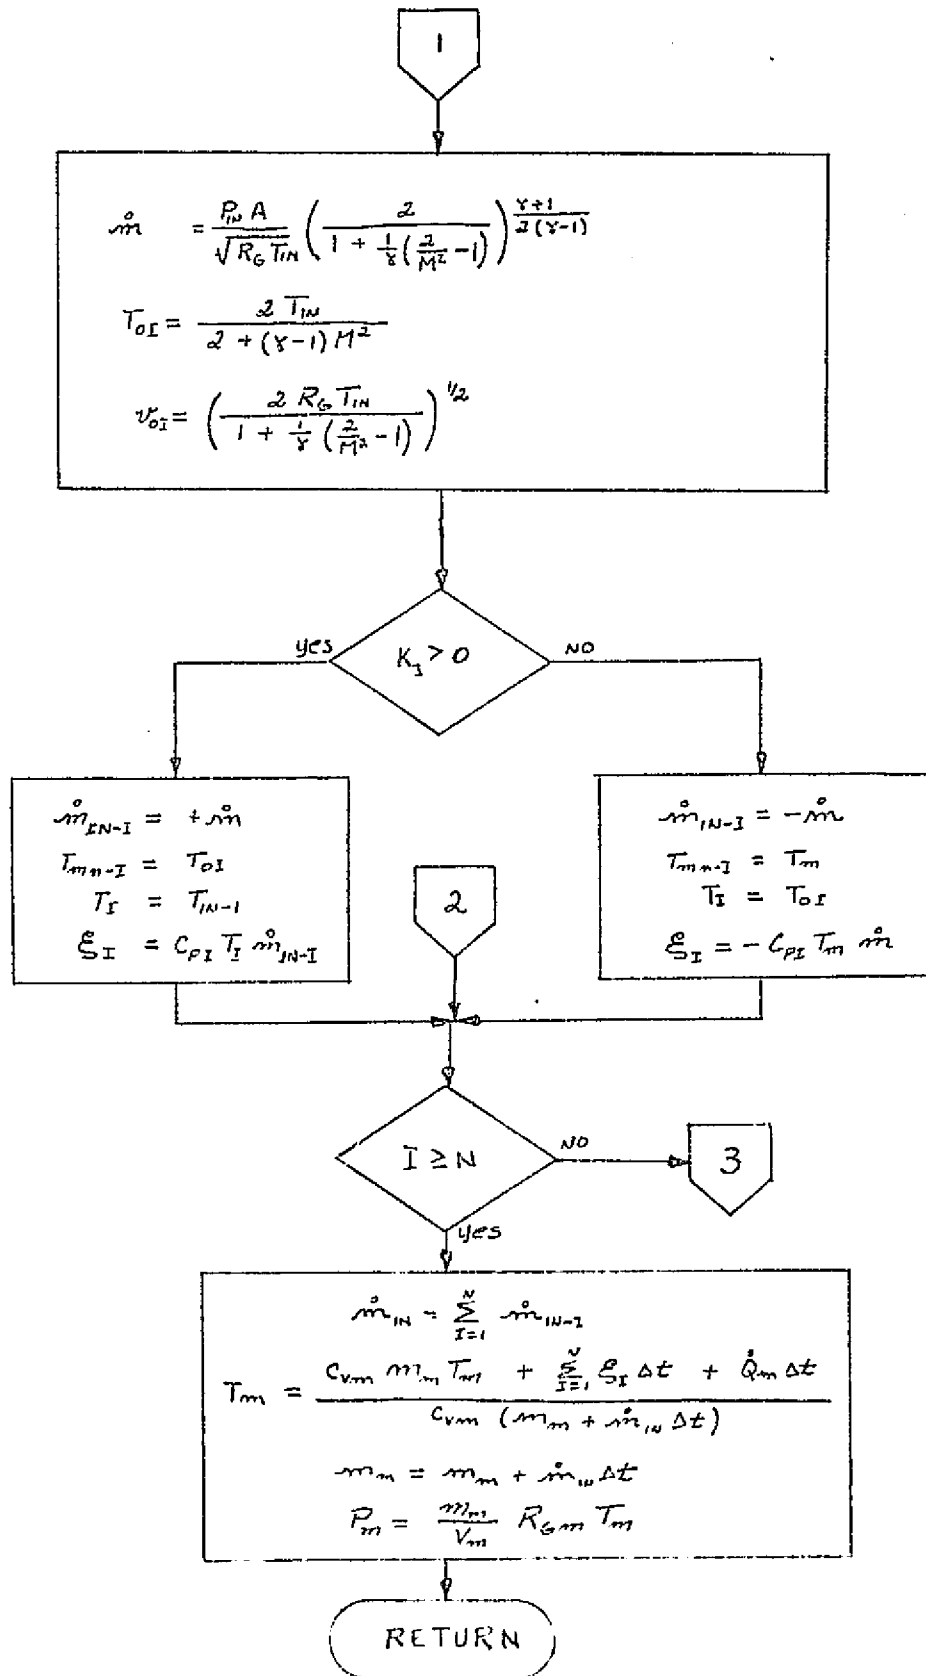 1
ṁ = P_IN A / √(R_G T_IN) (2 / (1 + 1/γ (2/M² - 1)))^((γ+1)/(2(γ-1)))
T_OI = 2 T_IN / (2 + (γ-1) M²)
v_OI = (2 R_G T_IN / (1 + 1/γ (2/M² - 1)))^(1/2)
yes
K_I > 0
NO
ṁ_IN-I = + ṁ
T_mn-I = T_OI
T_I = T_IN-1
ξ_I = C_PI T_I ṁ_IN-I
2
ṁ_IN-I = - ṁ
T_mn-I = T_m
T_I = T_OI
ξ_I = - C_PI T_m ṁ
I ≥ N
NO
3
yes
ṁ_IN = Σ_{I=1}^{N} ṁ_IN-I
T_m = (C_vm m_m T_m + Σ_{I=1}^{N} ξ_I Δt + Q̇_m Δt) / (C_vm (m_m + ṁ_IN Δt))
m_m = m_m + ṁ_IN Δt
P_m = m_m / V_m R_Gm T_m
RETURN